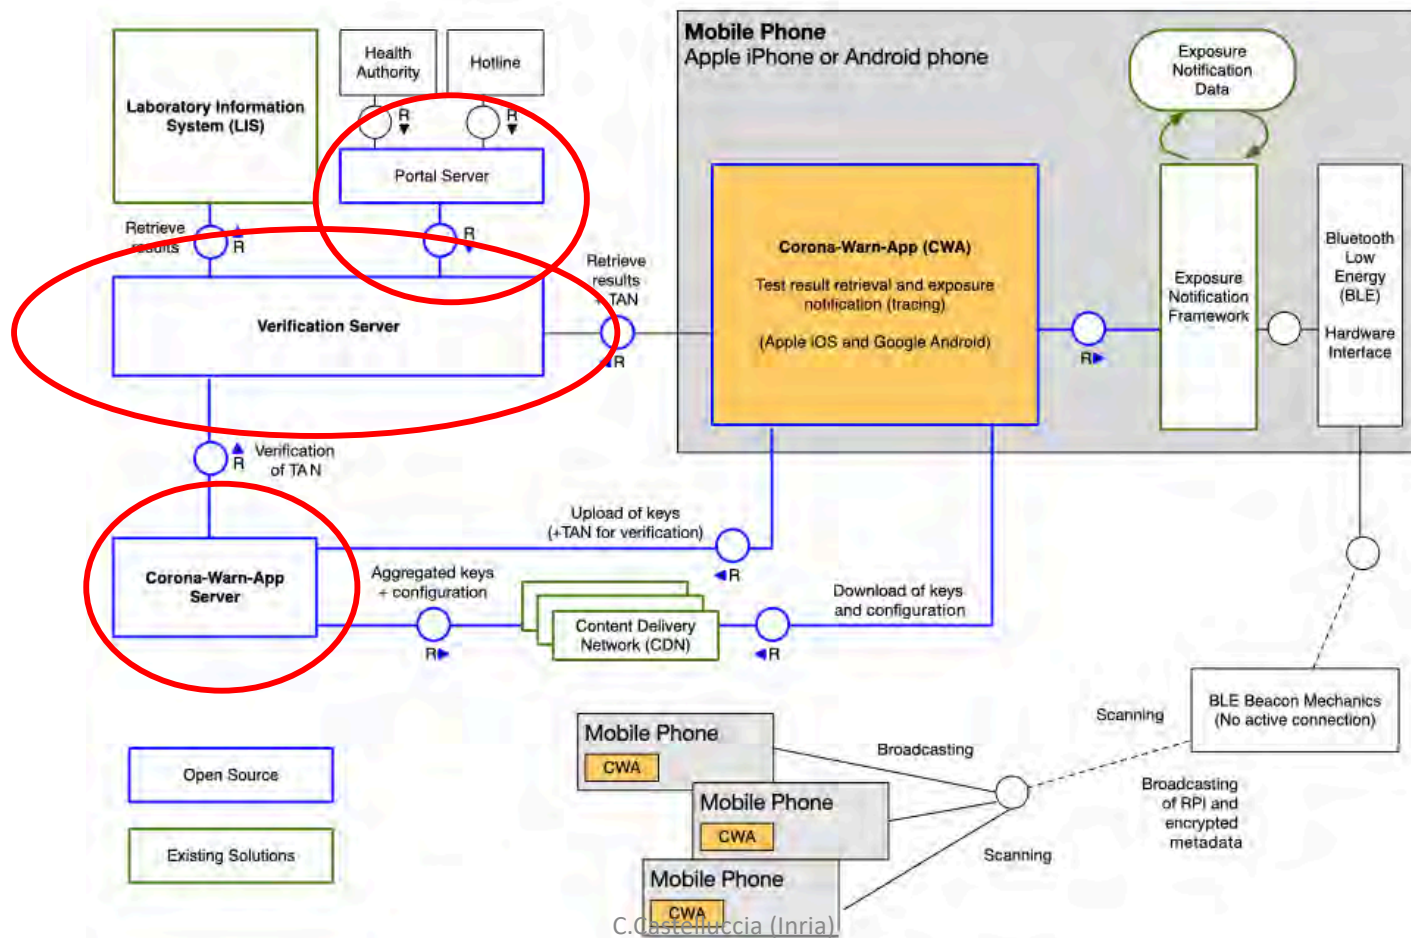 Mobile Phone
Apple iPhone or Android phone
Laboratory Information
System (LIS)
Health
Authority
Hotline
R
R
Portal Server
Exposure
Notification
Data
Retrieve
results
R
R
Verification Server
Retrieve
results
+ TAN
R
Corona-Warn-App (CWA)
Test result retrieval and exposure
notification (tracing)
(Apple iOS and Google Android)
R
Exposure
Notification
Framework
Bluetooth
Low
Energy
(BLE)
Hardware
Interface
R
Verification
of TAN
Corona-Warn-App
Server
Upload of keys
(+TAN for verification)
R
Aggregated keys
+ configuration
R
Content Delivery
Network (CDN)
R
Download of keys
and configuration
BLE Beacon Mechanics
(No active connection)
Scanning
Broadcasting
Broadcasting
of RPI and
encrypted
metadata
Scanning
Mobile Phone
CWA
Mobile Phone
CWA
Mobile Phone
CWA
Open Source
Existing Solutions
C.Castelluccia (Inria)